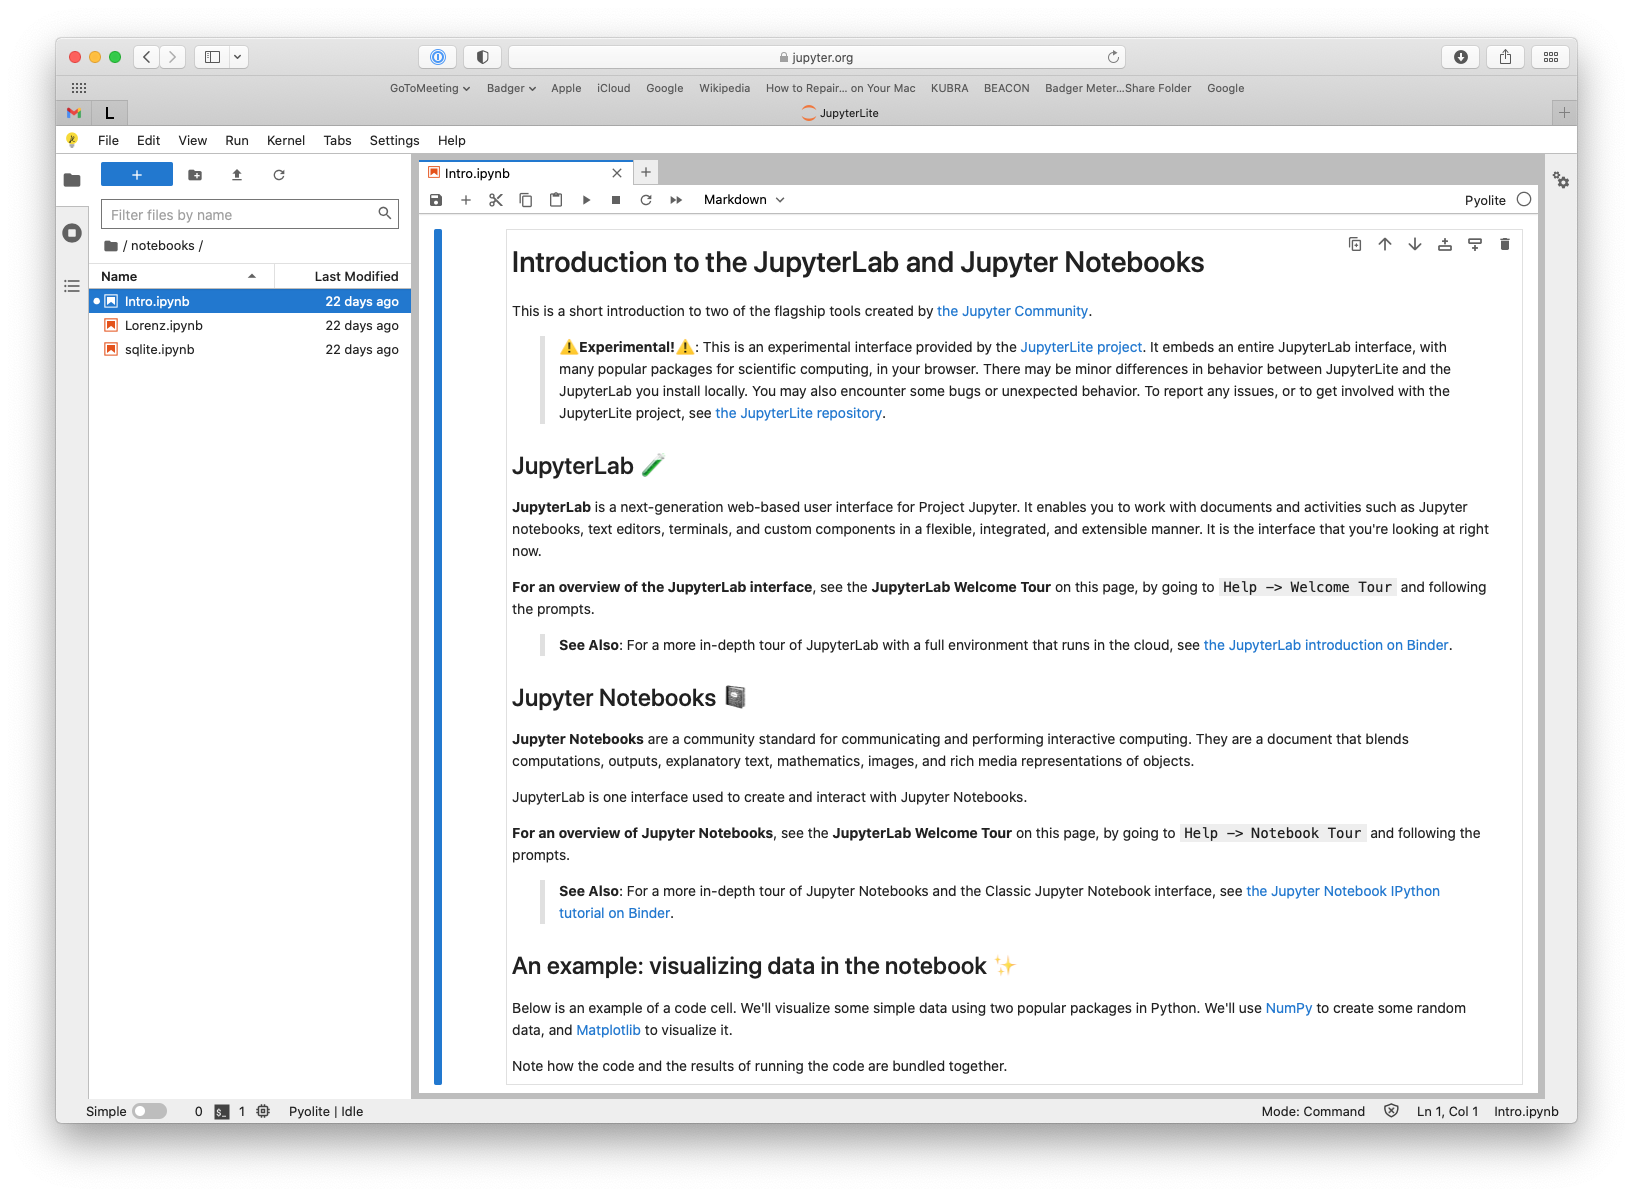 jupyter.org
GoToMeeting Badger Apple iCloud Google Wikipedia How to Repair... on Your Mac KUBRA BEACON Badger Meter...Share Folder Google
L JupyterLite
File Edit View Run Kernel Tabs Settings Help
Intro.ipynb
Markdown Pyolite
Filter files by name
/ notebooks /
Name Last Modified
Intro.ipynb 22 days ago
Lorenz.ipynb 22 days ago
sqlite.ipynb 22 days ago
Introduction to the JupyterLab and Jupyter Notebooks
This is a short introduction to two of the flagship tools created by the Jupyter Community.
⚠️Experimental!⚠️: This is an experimental interface provided by the JupyterLite project. It embeds an entire JupyterLab interface, with
many popular packages for scientific computing, in your browser. There may be minor differences in behavior between JupyterLite and the
JupyterLab you install locally. You may also encounter some bugs or unexpected behavior. To report any issues, or to get involved with the
JupyterLite project, see the JupyterLite repository.
JupyterLab 🧪
JupyterLab is a next-generation web-based user interface for Project Jupyter. It enables you to work with documents and activities such as Jupyter
notebooks, text editors, terminals, and custom components in a flexible, integrated, and extensible manner. It is the interface that you're looking at right
now.
For an overview of the JupyterLab interface, see the JupyterLab Welcome Tour on this page, by going to Help -> Welcome Tour and following
the prompts.
See Also: For a more in-depth tour of JupyterLab with a full environment that runs in the cloud, see the JupyterLab introduction on Binder.
Jupyter Notebooks 📓
Jupyter Notebooks are a community standard for communicating and performing interactive computing. They are a document that blends
computations, outputs, explanatory text, mathematics, images, and rich media representations of objects.
JupyterLab is one interface used to create and interact with Jupyter Notebooks.
For an overview of Jupyter Notebooks, see the JupyterLab Welcome Tour on this page, by going to Help -> Notebook Tour and following the
prompts.
See Also: For a more in-depth tour of Jupyter Notebooks and the Classic Jupyter Notebook interface, see the Jupyter Notebook IPython
tutorial on Binder.
An example: visualizing data in the notebook ✨
Below is an example of a code cell. We'll visualize some simple data using two popular packages in Python. We'll use NumPy to create some random
data, and Matplotlib to visualize it.
Note how the code and the results of running the code are bundled together.
Simple 0 $_ 1 Pyolite | Idle Mode: Command Ln 1, Col 1 Intro.ipynb